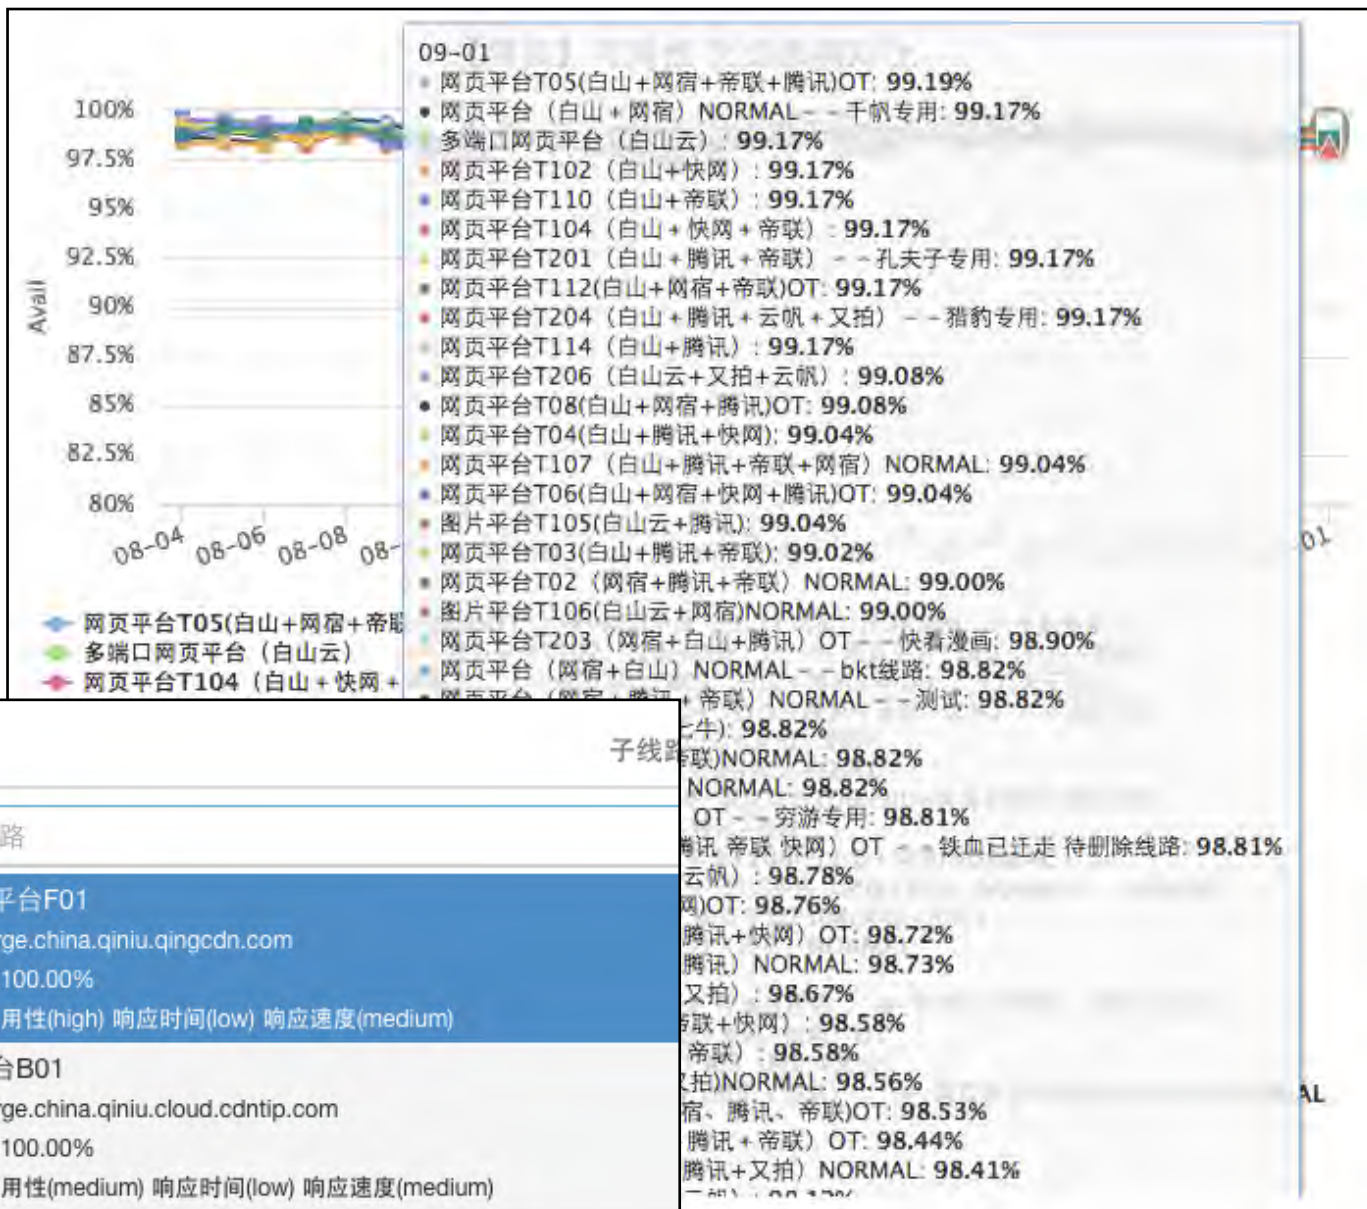 09-01
网页平台T05(白山+网宿+帝联+腾讯)OT: 99.19%
网页平台（白山+网宿）NORMAL--千帆专用: 99.17%
多端口网页平台（白山云）: 99.17%
网页平台T102（白山+快网）: 99.17%
网页平台T110（白山+帝联）: 99.17%
网页平台T104（白山+快网+帝联）: 99.17%
网页平台T201（白山+腾讯+帝联）--孔夫子专用: 99.17%
网页平台T112(白山+网宿+帝联)OT: 99.17%
网页平台T204（白山+腾讯+云帆+又拍）--猎豹专用: 99.17%
网页平台T114（白山+腾讯）: 99.17%
网页平台T206（白山云+又拍+云帆）: 99.08%
网页平台T08(白山+网宿+腾讯)OT: 99.08%
网页平台T04(白山+腾讯+快网): 99.04%
网页平台T107（白山+腾讯+帝联+网宿）NORMAL: 99.04%
网页平台T06(白山+网宿+快网+腾讯)OT: 99.04%
图片平台T105(白山云+腾讯): 99.04%
网页平台T03(白山+腾讯+帝联): 99.02%
网页平台T02（网宿+腾讯+帝联）NORMAL: 99.00%
图片平台T106(白山云+网宿)NORMAL: 99.00%
网页平台T203（网宿+白山+腾讯）OT--快看漫画: 98.90%
网页平台（网宿+白山）NORMAL--bkt线路: 98.82%
网页平台（网宿+腾讯+帝联）NORMAL--测试: 98.82%
七牛): 98.82%
帝联)NORMAL: 98.82%
NORMAL: 98.82%
OT--穷游专用: 98.81%
腾讯 帝联 快网）OT --铁血已迁走 待删除线路: 98.81%
云帆）: 98.78%
网)OT: 98.76%
腾讯+快网）OT: 98.72%
腾讯）NORMAL: 98.73%
又拍）: 98.67%
帝联+快网）: 98.58%
帝联）: 98.58%
又拍)NORMAL: 98.56%
宿、腾讯、帝联)OT: 98.53%
腾讯+帝联）OT: 98.44%
腾讯+又拍）NORMAL: 98.41%
100%
97.5%
95%
92.5%
90%
87.5%
85%
82.5%
80%
Avail
08-04
08-06
08-08
08-
01
网页平台T05(白山+网宿+帝联
多端口网页平台（白山云）
网页平台T104（白山+快网+
AL
子线路
路
平台F01
rge.china.qiniu.qingcdn.com
100.00%
用性(high) 响应时间(low) 响应速度(medium)
台B01
rge.china.qiniu.cloud.cdntip.com
100.00%
用性(medium) 响应时间(low) 响应速度(medium)